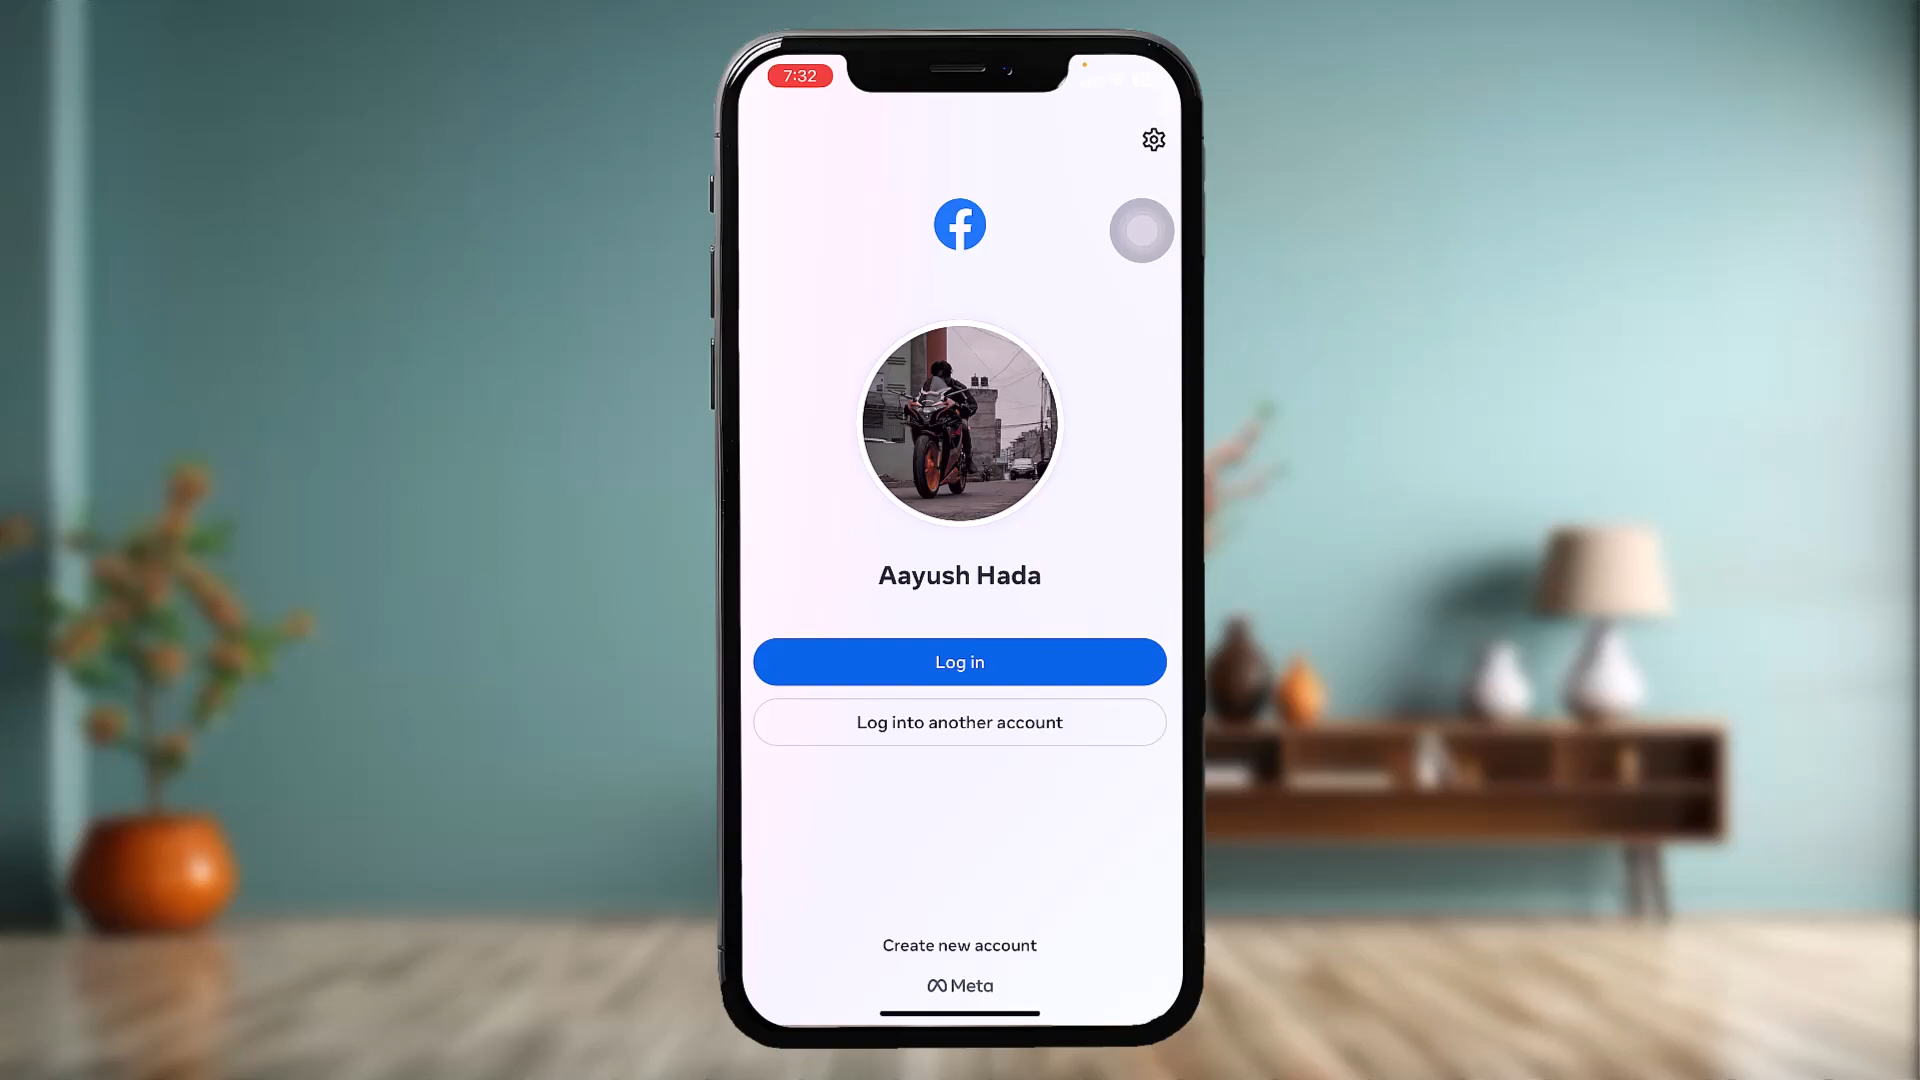 7:32
Aayush Hada
Log in
Log into another account
Create new account
Meta